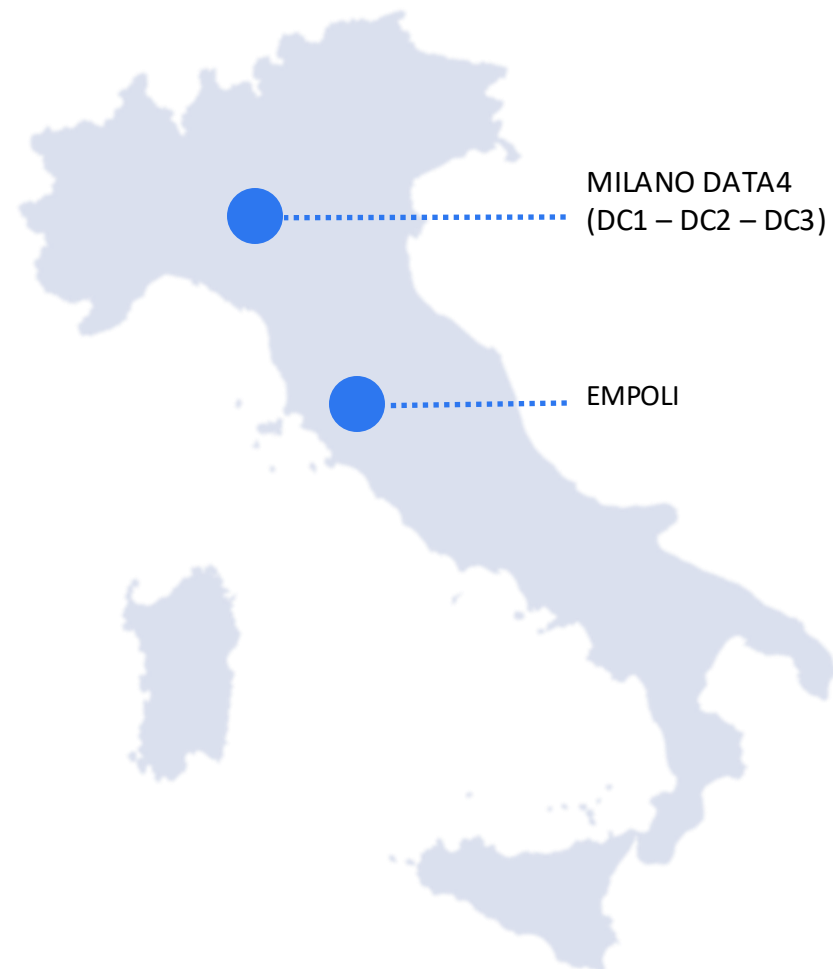 MILANO DATA4
(DC1 – DC2 – DC3)
EMPOLI